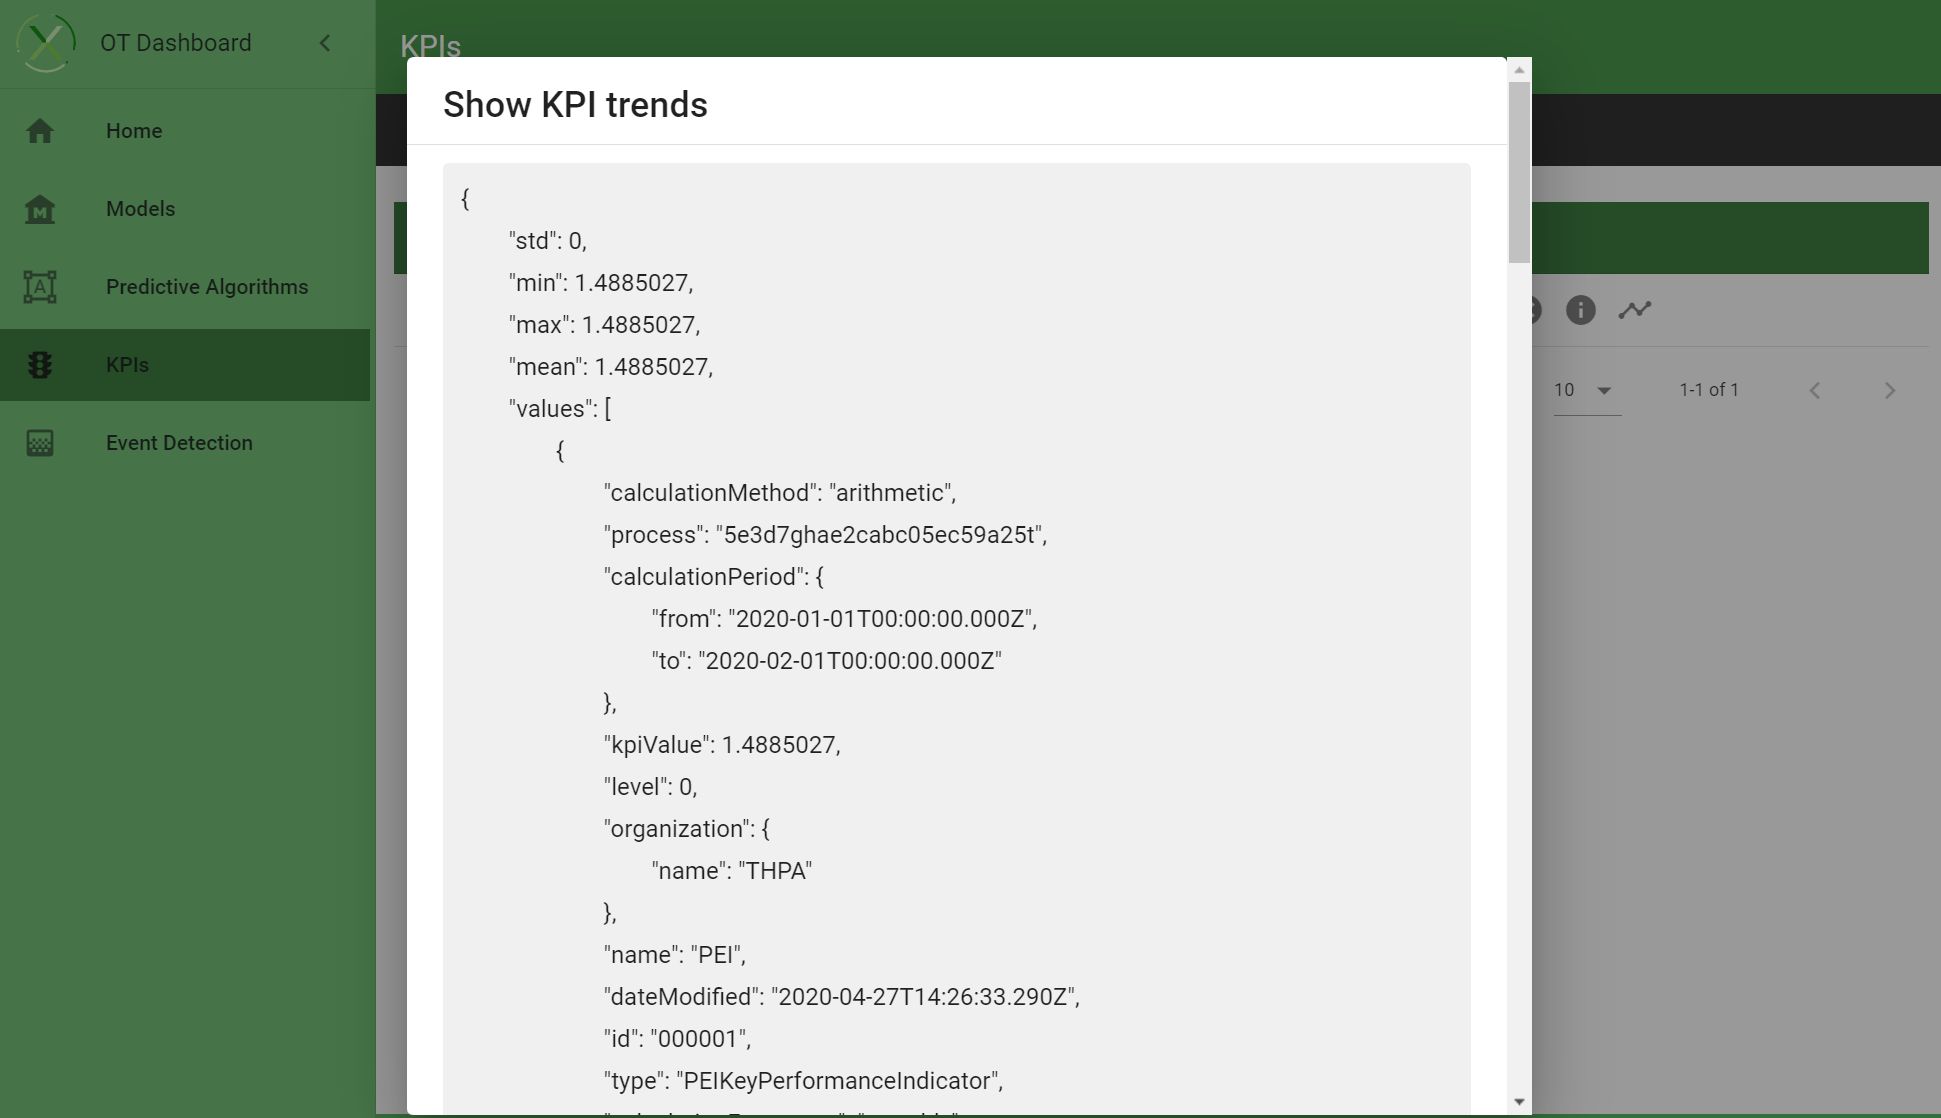 OT Dashboard
Home
Models
Predictive Algorithms
KPIs
Event Detection
KPIs
Show KPI trends
{
"std": 0,
"min": 1.4885027,
"max": 1.4885027,
"mean": 1.4885027,
"values": [
{
"calculationMethod": "arithmetic",
"process": "5e3d7ghae2cabc05ec59a25t",
"calculationPeriod": {
"from": "2020-01-01T00:00:00.000Z",
"to": "2020-02-01T00:00:00.000Z"
},
"kpiValue": 1.4885027,
"level": 0,
"organization": {
"name": "THPA"
},
"name": "PEI",
"dateModified": "2020-04-27T14:26:33.290Z",
"id": "000001",
"type": "PEIKeyPerformanceIndicator",
10
1-1 of 1